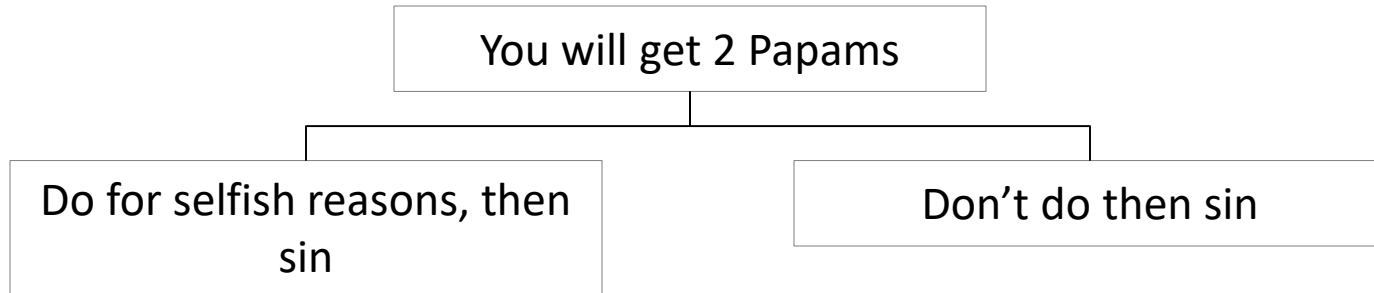 You will get 2 Papams
Do for selfish reasons, then
sin
Don’t do then sin